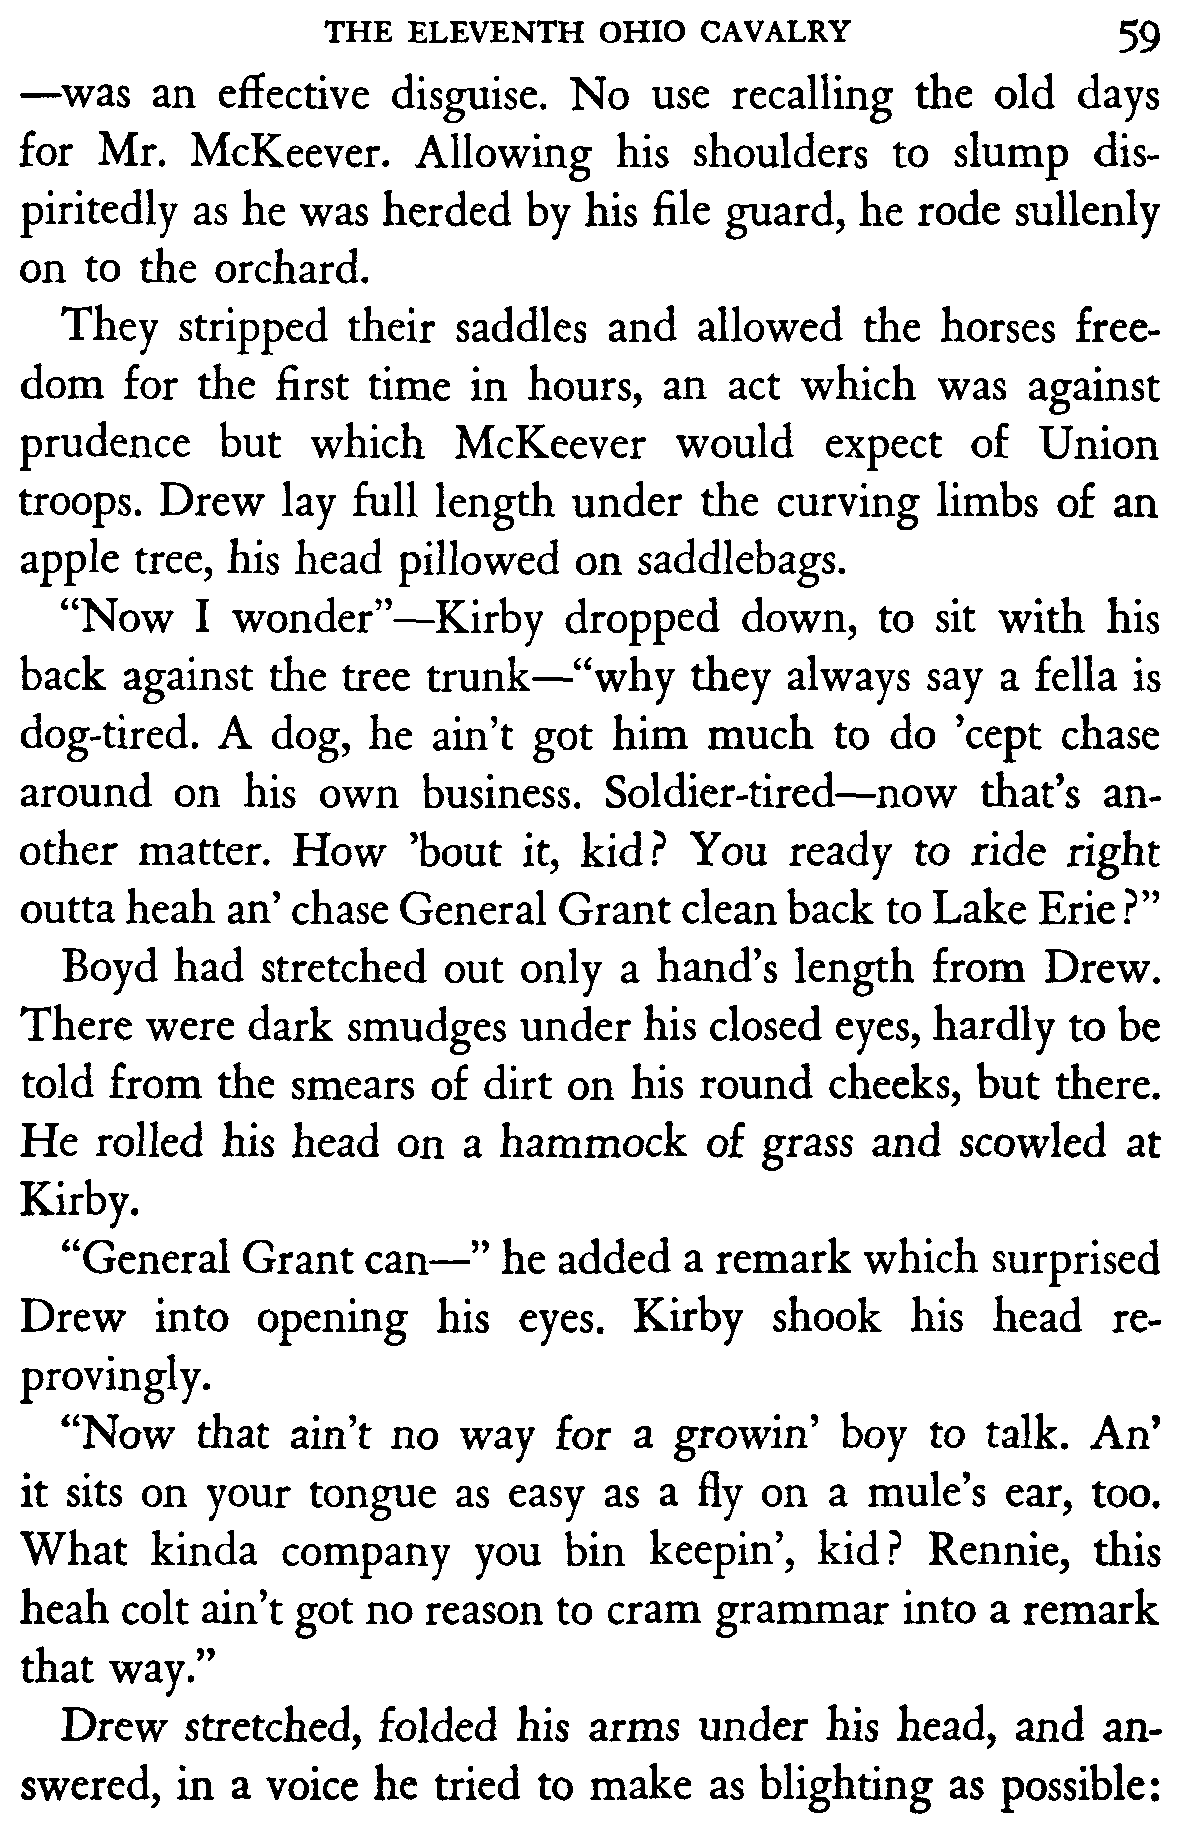 THE ELEVENTH OHIO CAVALRY 59
—was an effective disguise. No use recalling the old days
for Mr. McKeever. Allowing his shoulders to slump dis-
piritedly as he was herded by his file guard, he rode sullenly
on to the orchard.
They stripped their saddles and allowed the horses free-
dom for the first time in hours, an act which was against
prudence but which McKeever would expect of Union
troops. Drew lay full length under the curving limbs of an
apple tree, his head pillowed on saddlebags.
“Now I wonder”—Kirby dropped down, to sit with his
back against the tree trunk—“why they always say a fella is
dog-tired. A dog, he ain’t got him much to do ’cept chase
around on his own business. Soldier-tired—now that’s an-
other matter. How ’bout it, kid? You ready to ride right
outta heah an’ chase General Grant clean back to Lake Erie?”
Boyd had stretched out only a hand’s length from Drew.
There were dark smudges under his closed eyes, hardly to be
told from the smears of dirt on his round cheeks, but there.
He rolled his head on a hammock of grass and scowled at
Kirby.
“General Grant can—” he added a remark which surprised
Drew into opening his eyes. Kirby shook his head re-
provingly.
“Now that ain’t no way for a growin’ boy to talk. An’
it sits on your tongue as easy as a fly on a mule’s ear, too.
What kinda company you bin keepin’, kid? Rennie, this
heah colt ain’t got no reason to cram grammar into a remark
that way.”
Drew stretched, folded his arms under his head, and an-
swered, in a voice he tried to make as blighting as possible: